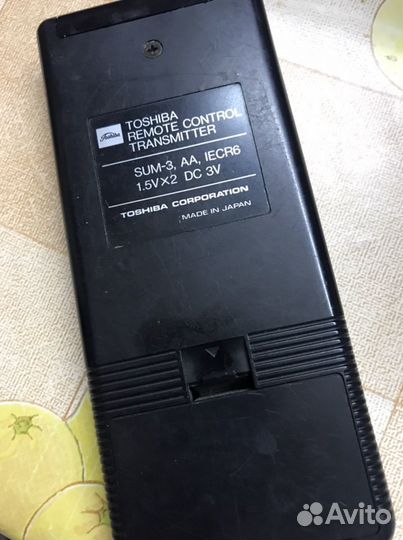 Toshiba
TOSHIBA
REMOTE CONTROL
TRANSMITTER
SUM-3, AA, IECR6
1.5V×2 DC 3V
TOSHIBA CORPORATION
MADE IN JAPAN
Avito